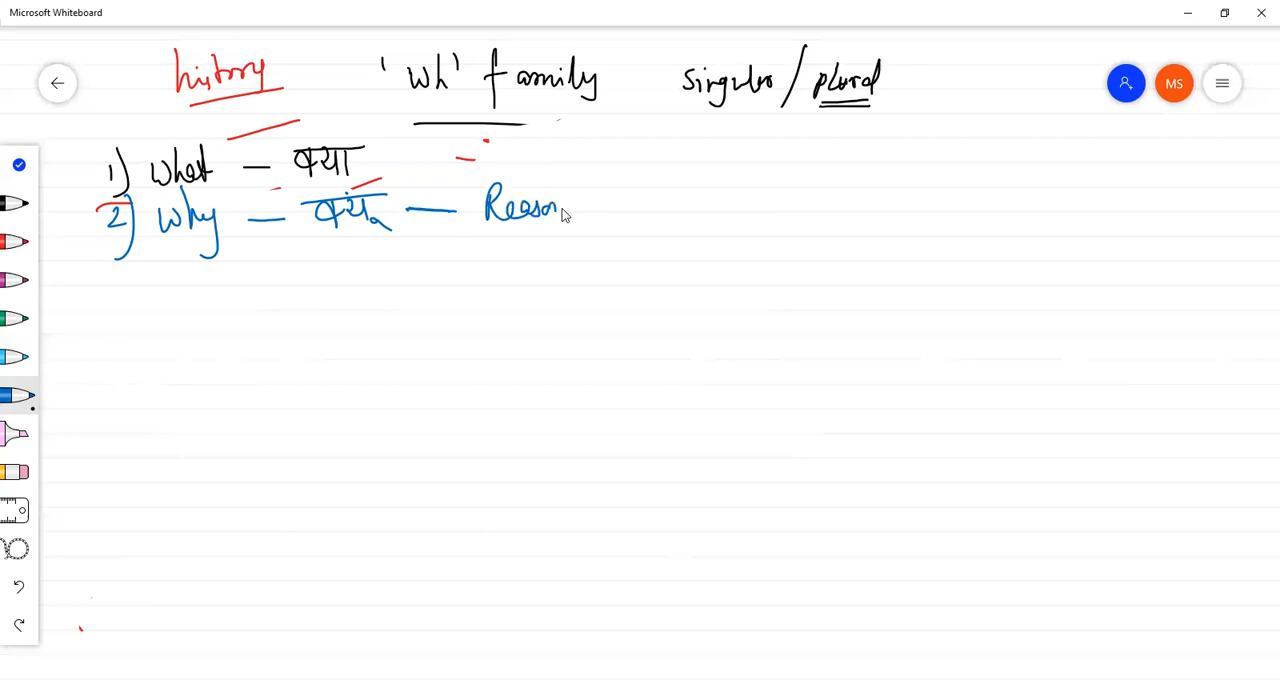 Microsoft Whiteboard
history 'wh' family singular/plural
MS
1) what — क्या
2) why — क्यों — Reason